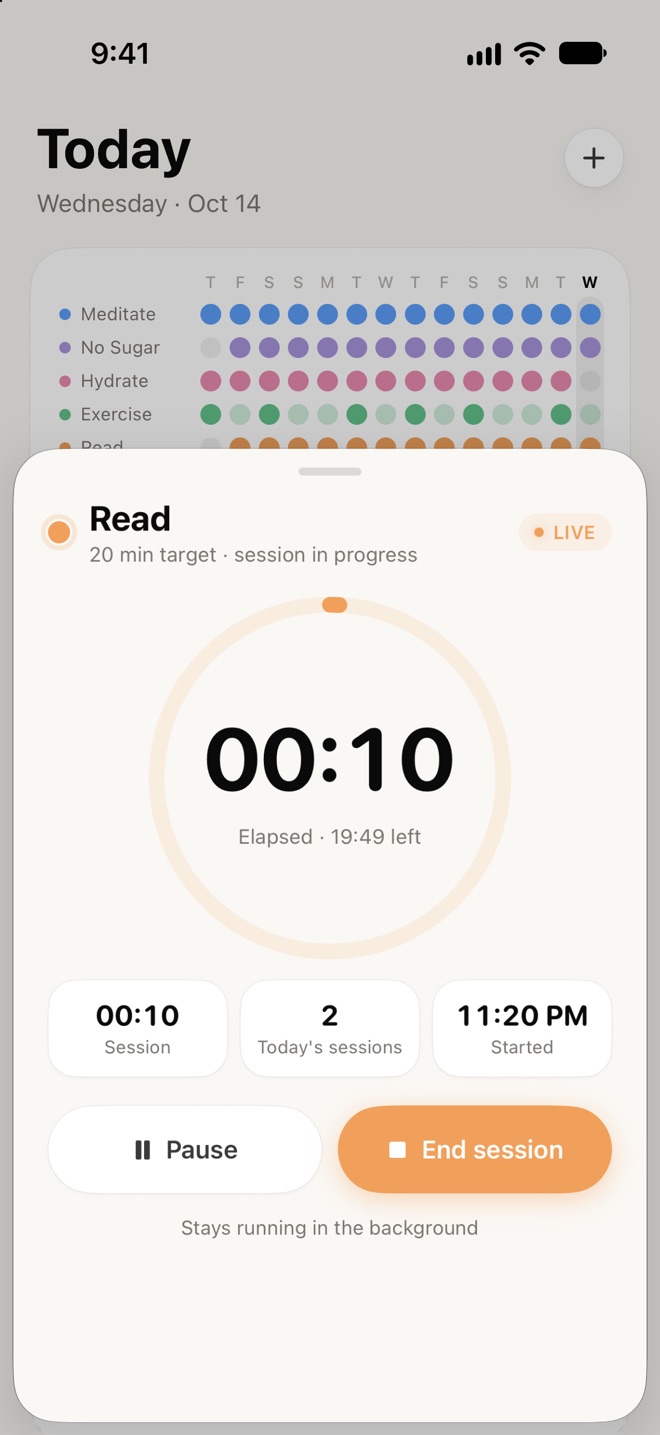 9:41
Today
Wednesday · Oct 14
T F S S M T W T F S S M T W
Meditate
No Sugar
Hydrate
Exercise
Read
Read
LIVE
20 min target · session in progress
00:10
Elapsed · 19:49 left
00:10 2 11:20 PM
Session Today's sessions Started
Pause End session
Stays running in the background